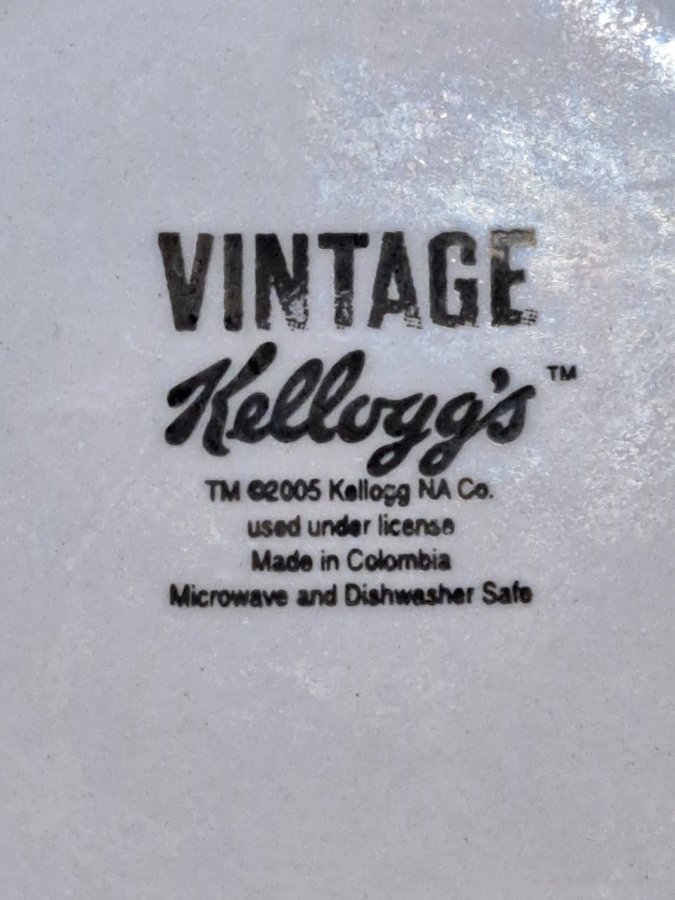 VINTAGE
Kellogg's™
TM ©2005 Kellogg NA Co.
used under license
Made in Colombia
Microwave and Dishwasher Safe